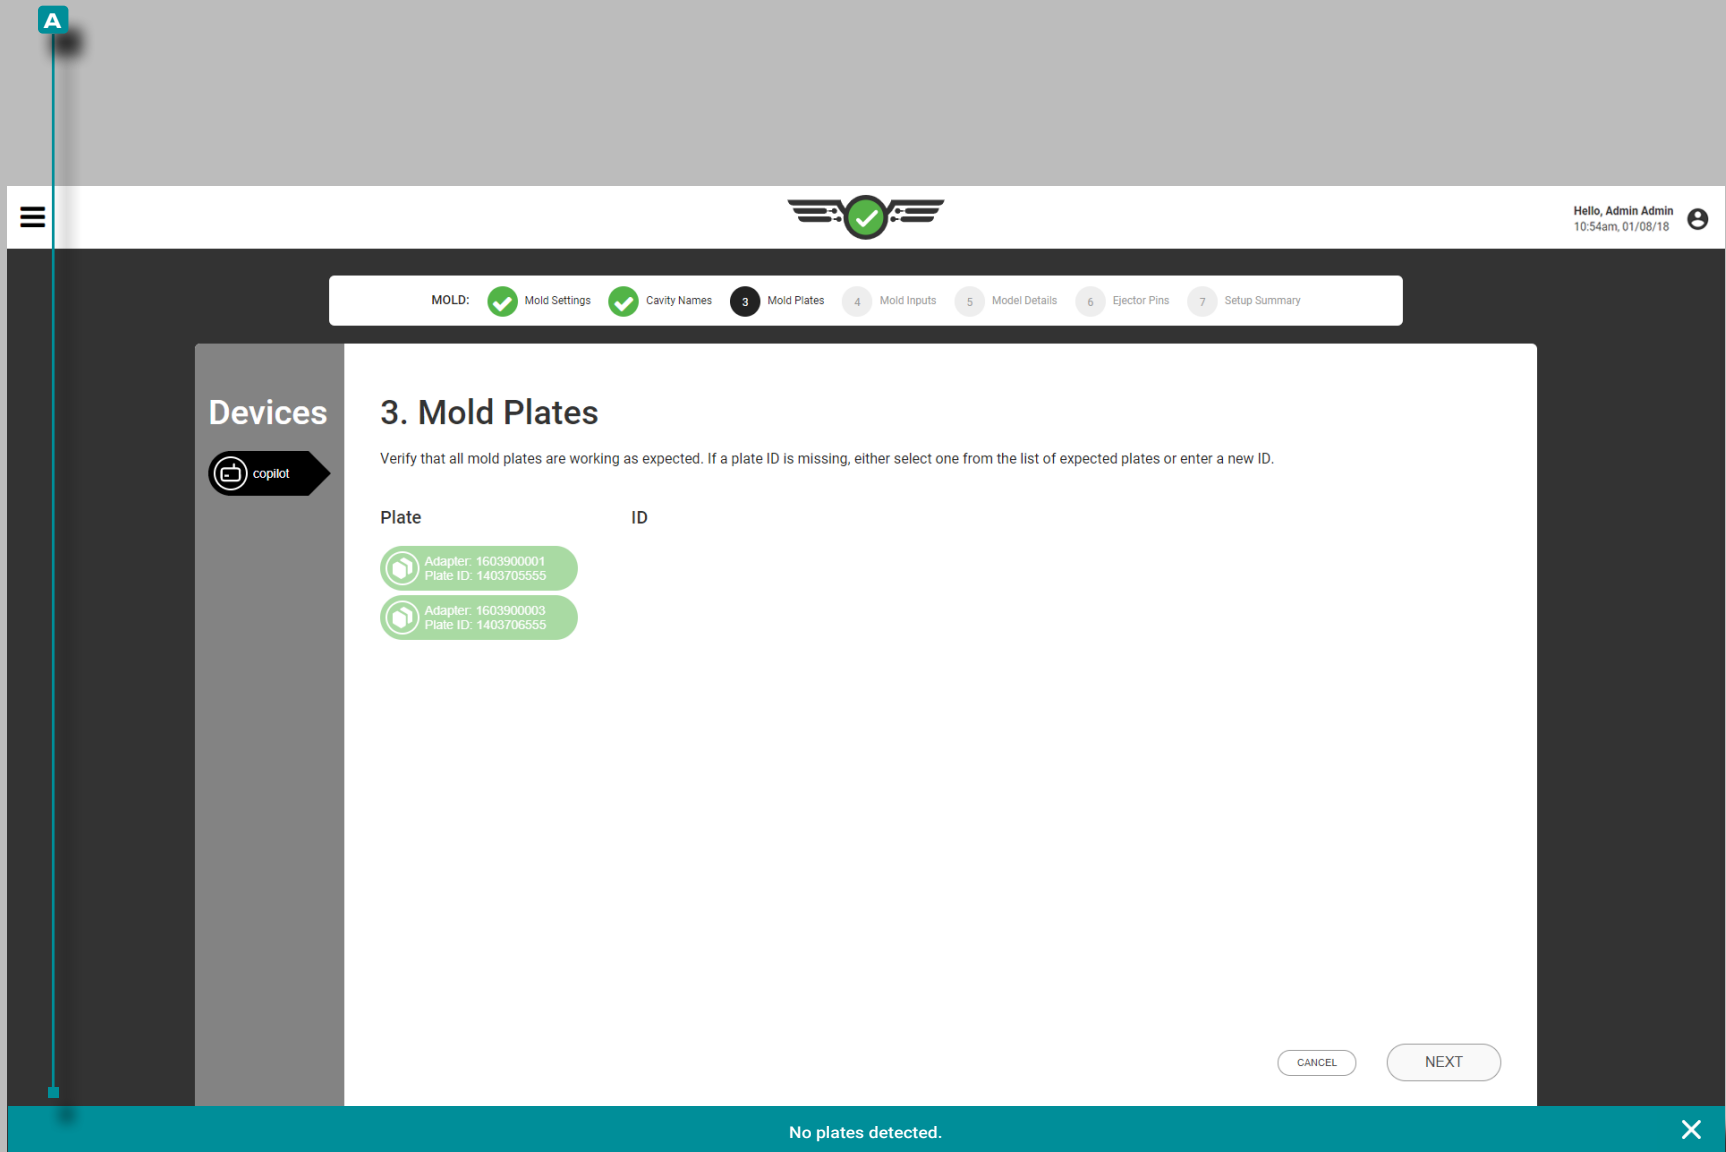 A
Hello, Admin Admin
10:54am, 01/08/18
MOLD: Mold Settings Cavity Names 3 Mold Plates 4 Mold Inputs 5 Model Details 6 Ejector Pins 7 Setup Summary
Devices
copilot
3. Mold Plates
Verify that all mold plates are working as expected. If a plate ID is missing, either select one from the list of expected plates or enter a new ID.
Plate ID
Adapter: 1603900001
Plate ID: 1403705555
Adapter: 1603900003
Plate ID: 1403706555
CANCEL NEXT
No plates detected.